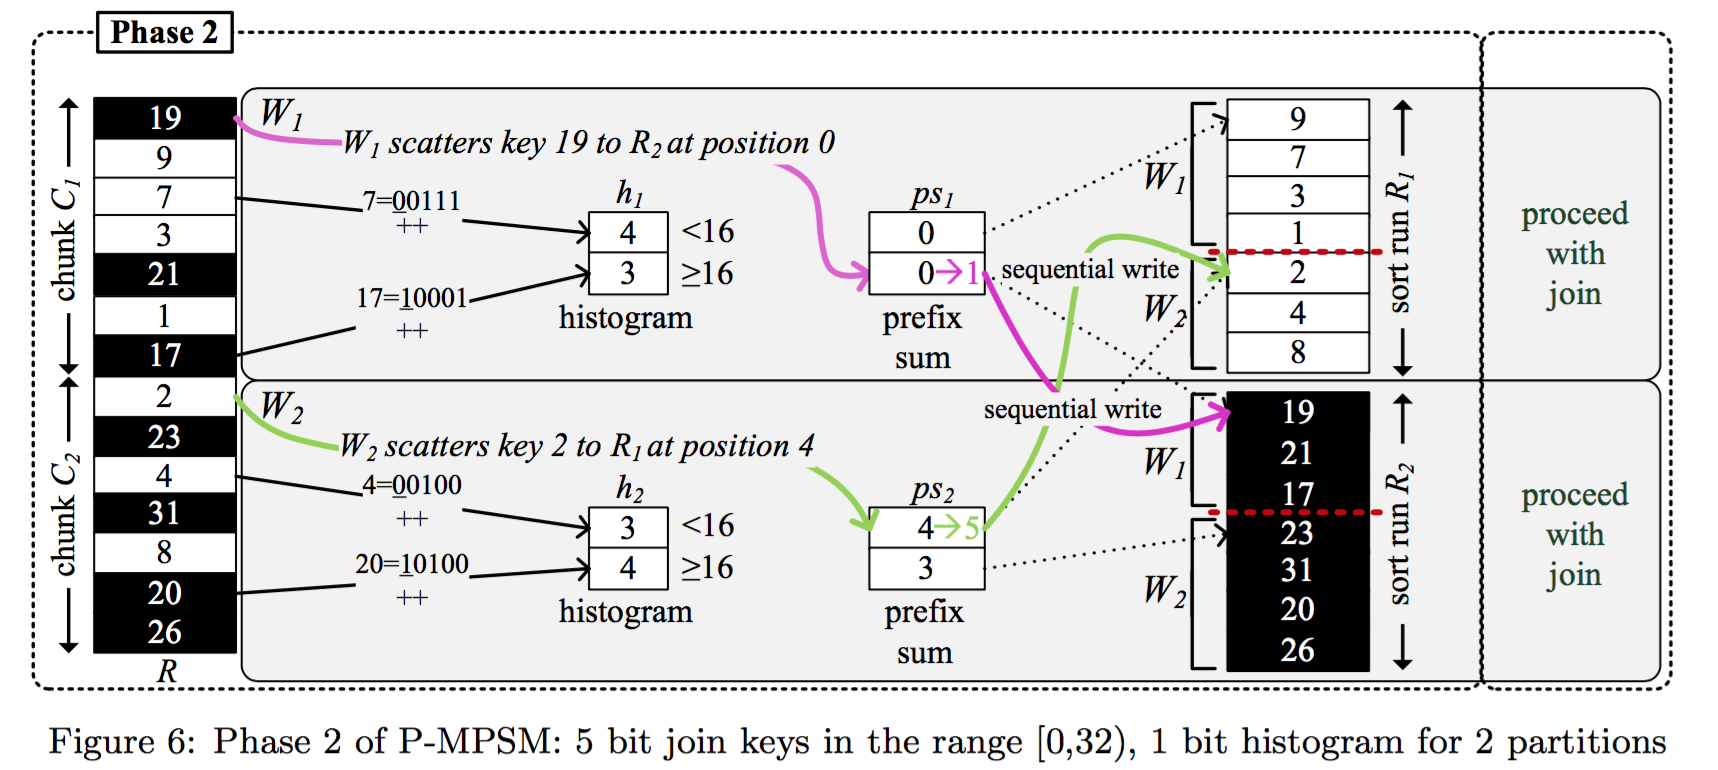 Phase 2
chunk C1
19
9
7
3
21
1
17
chunk C2
2
23
4
31
8
20
26
R
W1
W1 scatters key 19 to R2 at position 0
7=00111
++
17=10001
++
h1
4 <16
3 ≥16
histogram
ps1
0
0→1
prefix
sum
sequential write
W1
W2
9
7
3
1
2
4
8
sort run R1
proceed
with
join
W2
W2 scatters key 2 to R1 at position 4
4=00100
++
20=10100
++
h2
3 <16
4 ≥16
histogram
ps2
4→5
3
prefix
sum
sequential write
W1
W2
19
21
17
23
31
20
26
sort run R2
proceed
with
join
Figure 6: Phase 2 of P-MPSM: 5 bit join keys in the range [0,32), 1 bit histogram for 2 partitions